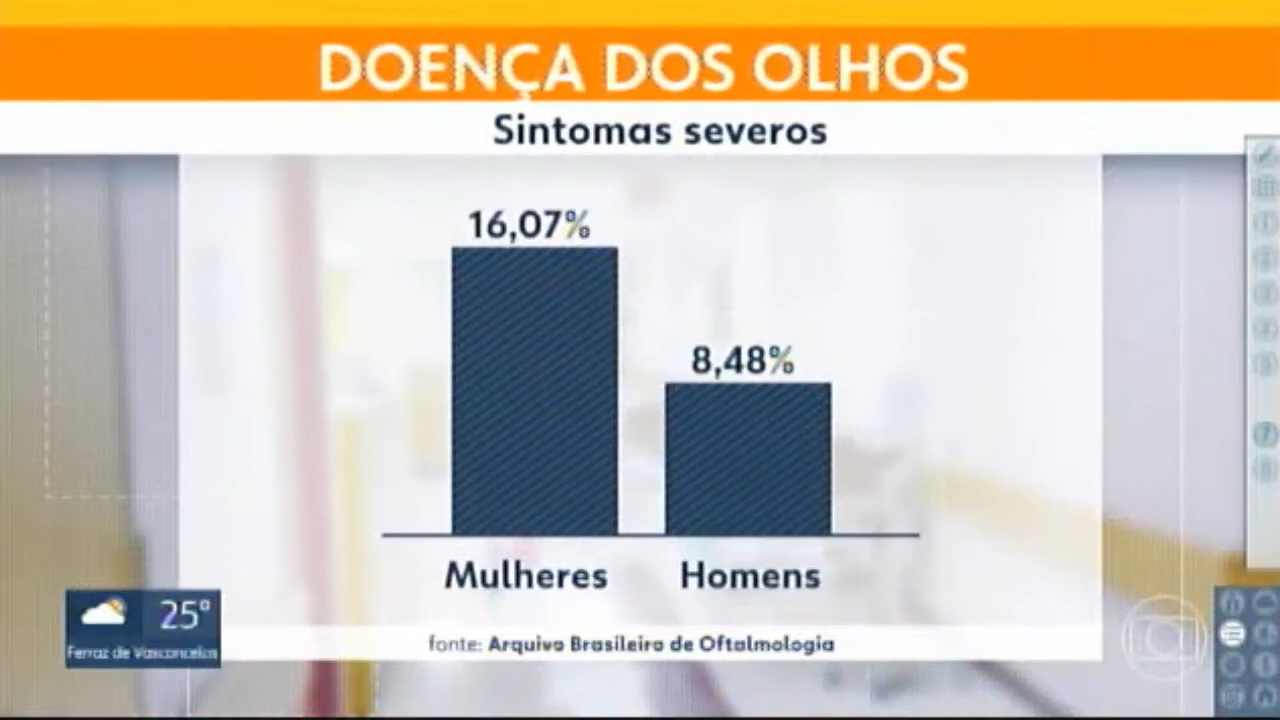 DOENÇA DOS OLHOS
Sintomas severos
16,07%
8,48%
Mulheres
Homens
25°
Ferraz de Vasconcelos
fonte: Arquivo Brasileiro de Oftalmologia